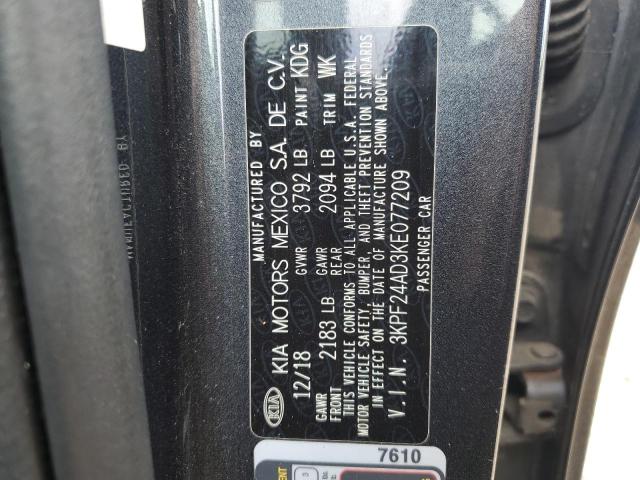 MANUFACTURED BY
KIA KIA MOTORS MEXICO S.A. DE C.V.
12/18 GVWR 3792 LB PAINT KDG
GAWR FRONT 2183 LB GAWR REAR 2094 LB TRIM WK
THIS VEHICLE CONFORMS TO ALL APPLICABLE U.S.A. FEDERAL
MOTOR VEHICLE SAFETY, BUMPER, AND THEFT PREVENTION STANDARDS
IN EFFECT ON THE DATE OF MANUFACTURE SHOWN ABOVE.
V.I.N. 3KPF24AD3KE077209
PASSENGER CAR
7610